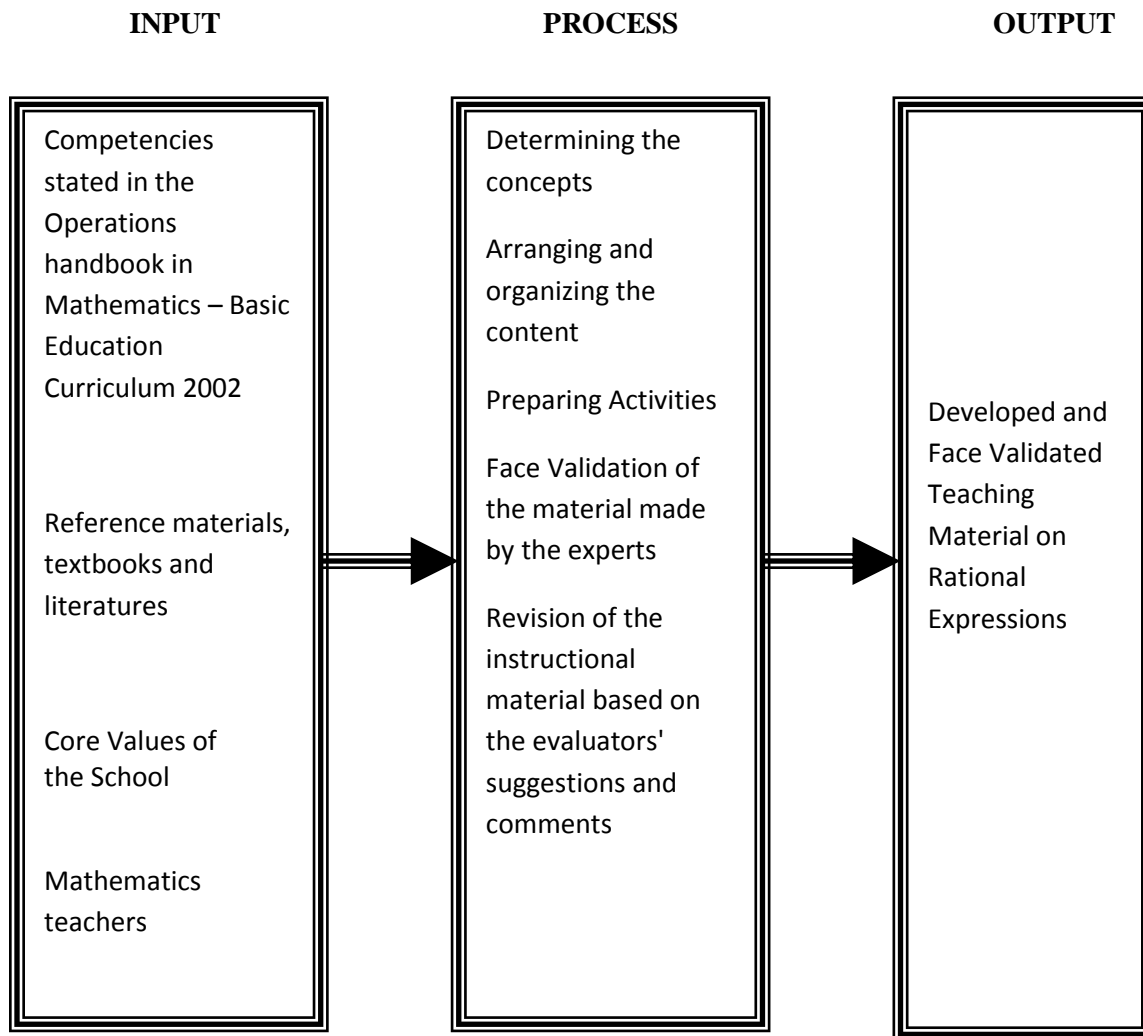 INPUT
PROCESS
OUTPUT
Competencies
stated in the
Operations
handbook in
Mathematics – Basic
Education
Curriculum 2002
Reference materials,
textbooks and
literatures
Core Values of
the School
Mathematics
teachers
Determining the
concepts
Arranging and
organizing the
content
Preparing Activities
Face Validation of
the material made
by the experts
Revision of the
instructional
material based on
the evaluators'
suggestions and
comments
Developed and
Face Validated
Teaching
Material on
Rational
Expressions